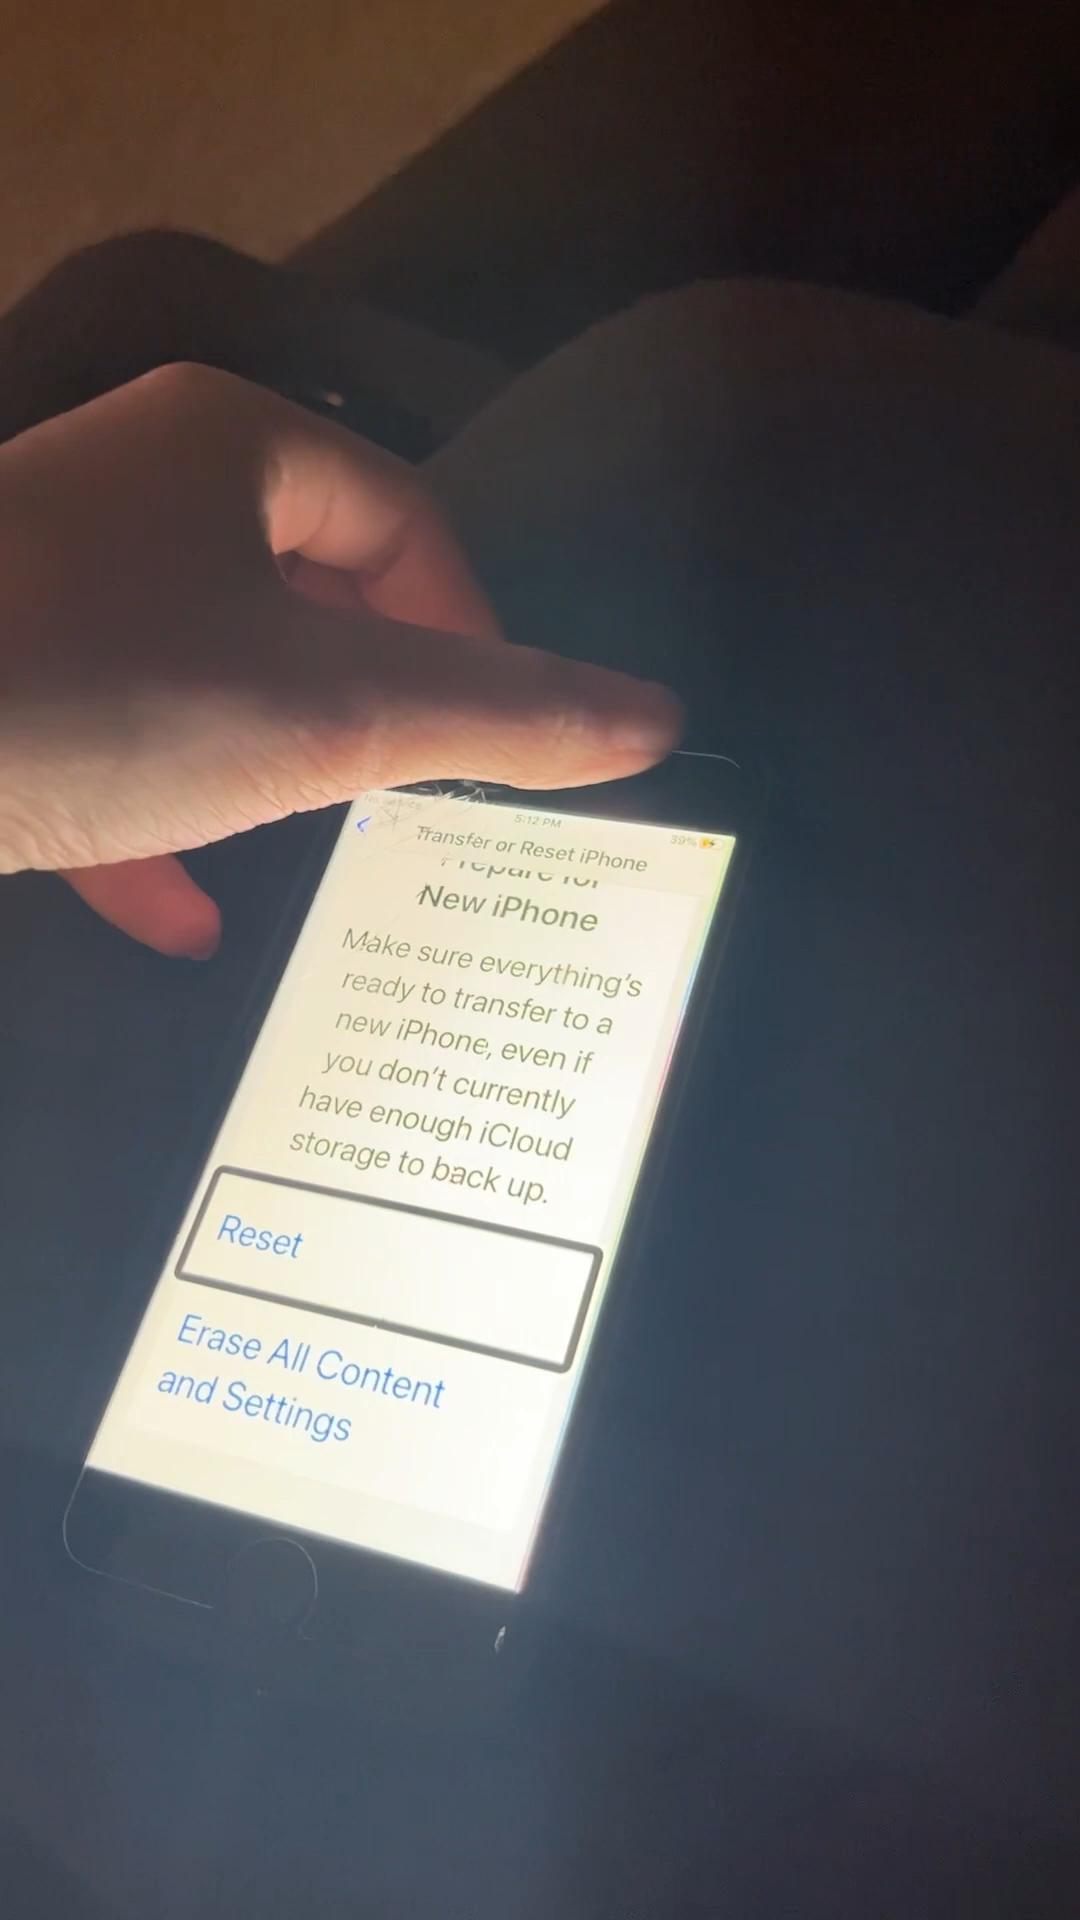 No Service 5:12 PM 39%
Transfer or Reset iPhone
Prepare for
New iPhone
Make sure everything's
ready to transfer to a
new iPhone, even if
you don't currently
have enough iCloud
storage to back up.
Reset
Erase All Content
and Settings